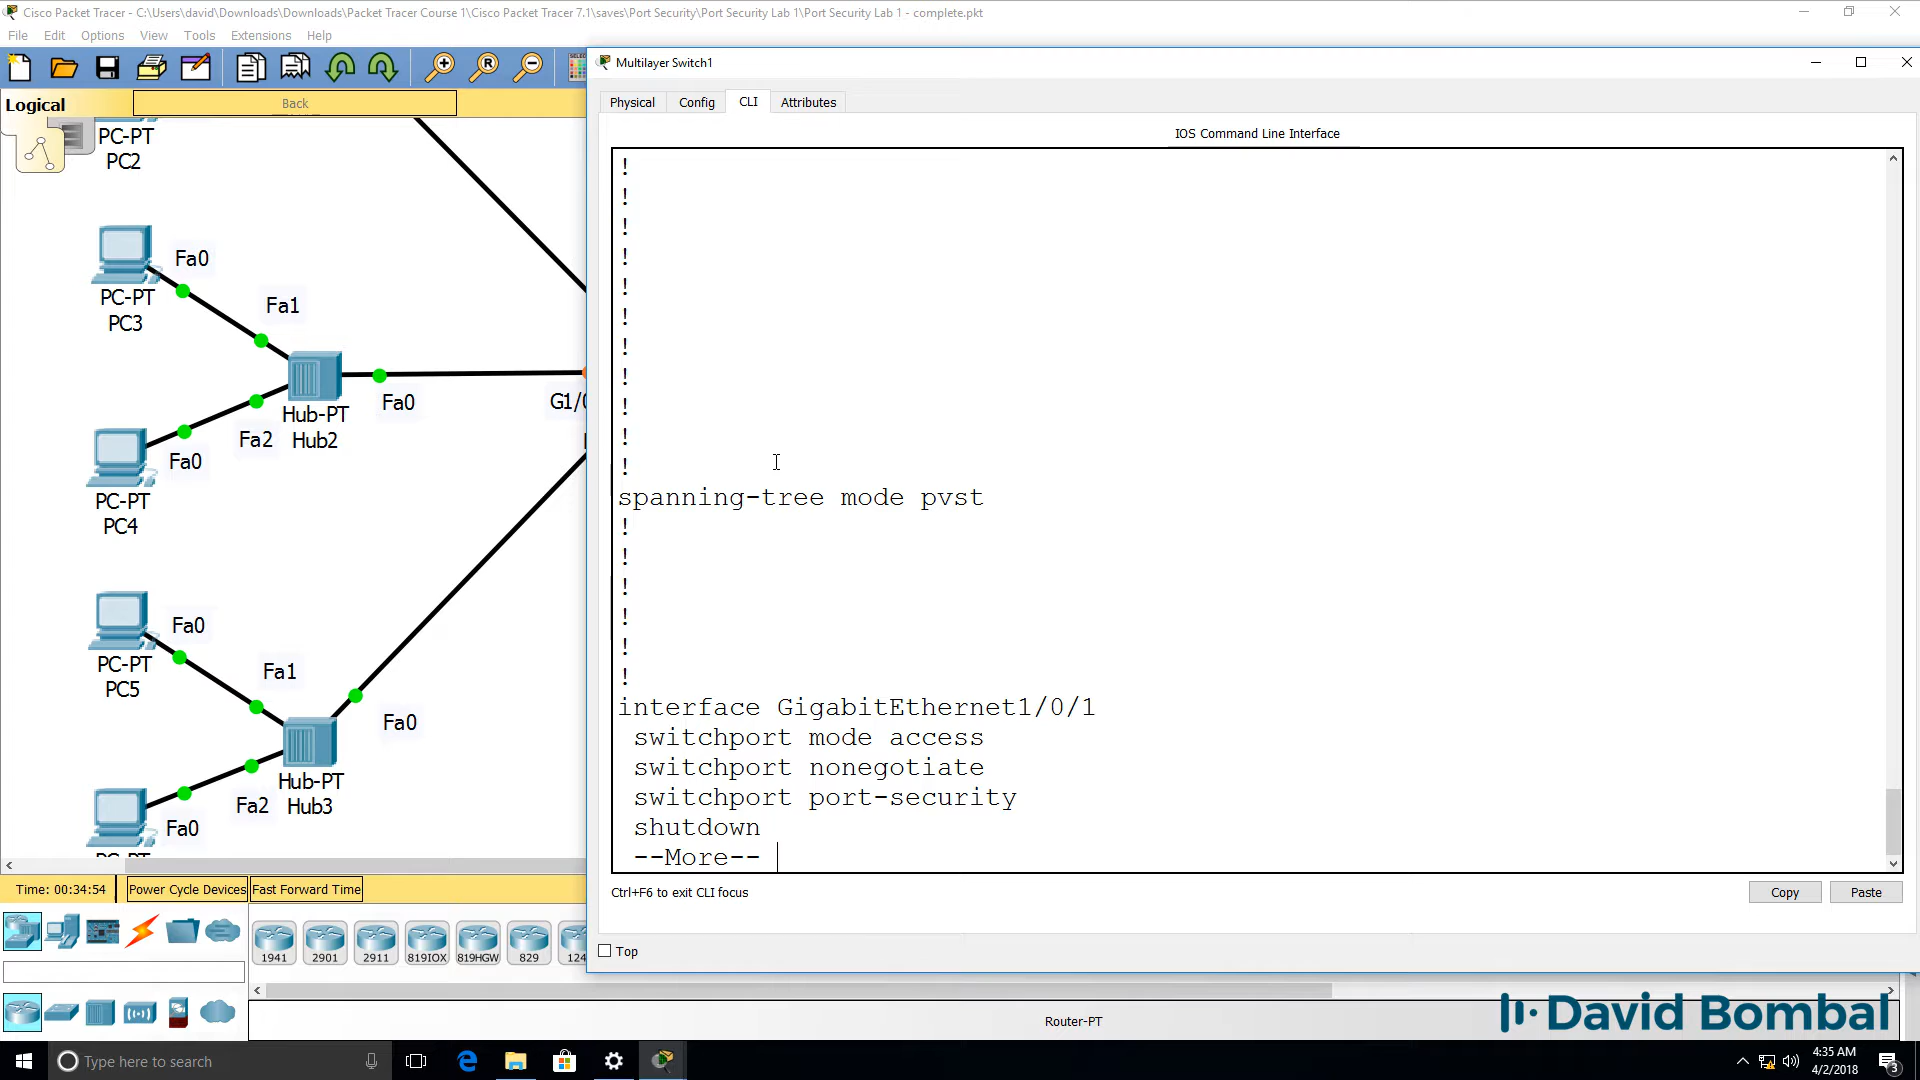 Cisco Packet Tracer - C:\Users\david\Downloads\Downloads\Packet Tracer Course 1\Cisco Packet Tracer 7.1\saves\Port Security\Port Security Lab 1\Port Security Lab 1 - complete.pkt
File Edit Options View Tools Extensions Help
Logical
Back
PC-PT
PC2
Fa0
PC-PT
PC3
Fa1
Hub-PT
Hub2
Fa0
G1/0
Fa2
Fa0
PC-PT
PC4
Fa0
PC-PT
PC5
Fa1
Fa0
Hub-PT
Hub3
Fa2
Fa0
Time: 00:34:54
Power Cycle Devices
Fast Forward Time
1941
2901
2911
819IOX
819HGW
829
124
Router-PT
Multilayer Switch1
Physical Config CLI Attributes
IOS Command Line Interface
!
!
!
!
!
!
!
!
!
!
!
spanning-tree mode pvst
!
!
!
!
!
!
interface GigabitEthernet1/0/1
switchport mode access
switchport nonegotiate
switchport port-security
shutdown
--More--
Ctrl+F6 to exit CLI focus
Copy
Paste
Top
David Bombal
Type here to search
4:35 AM
4/2/2018
3